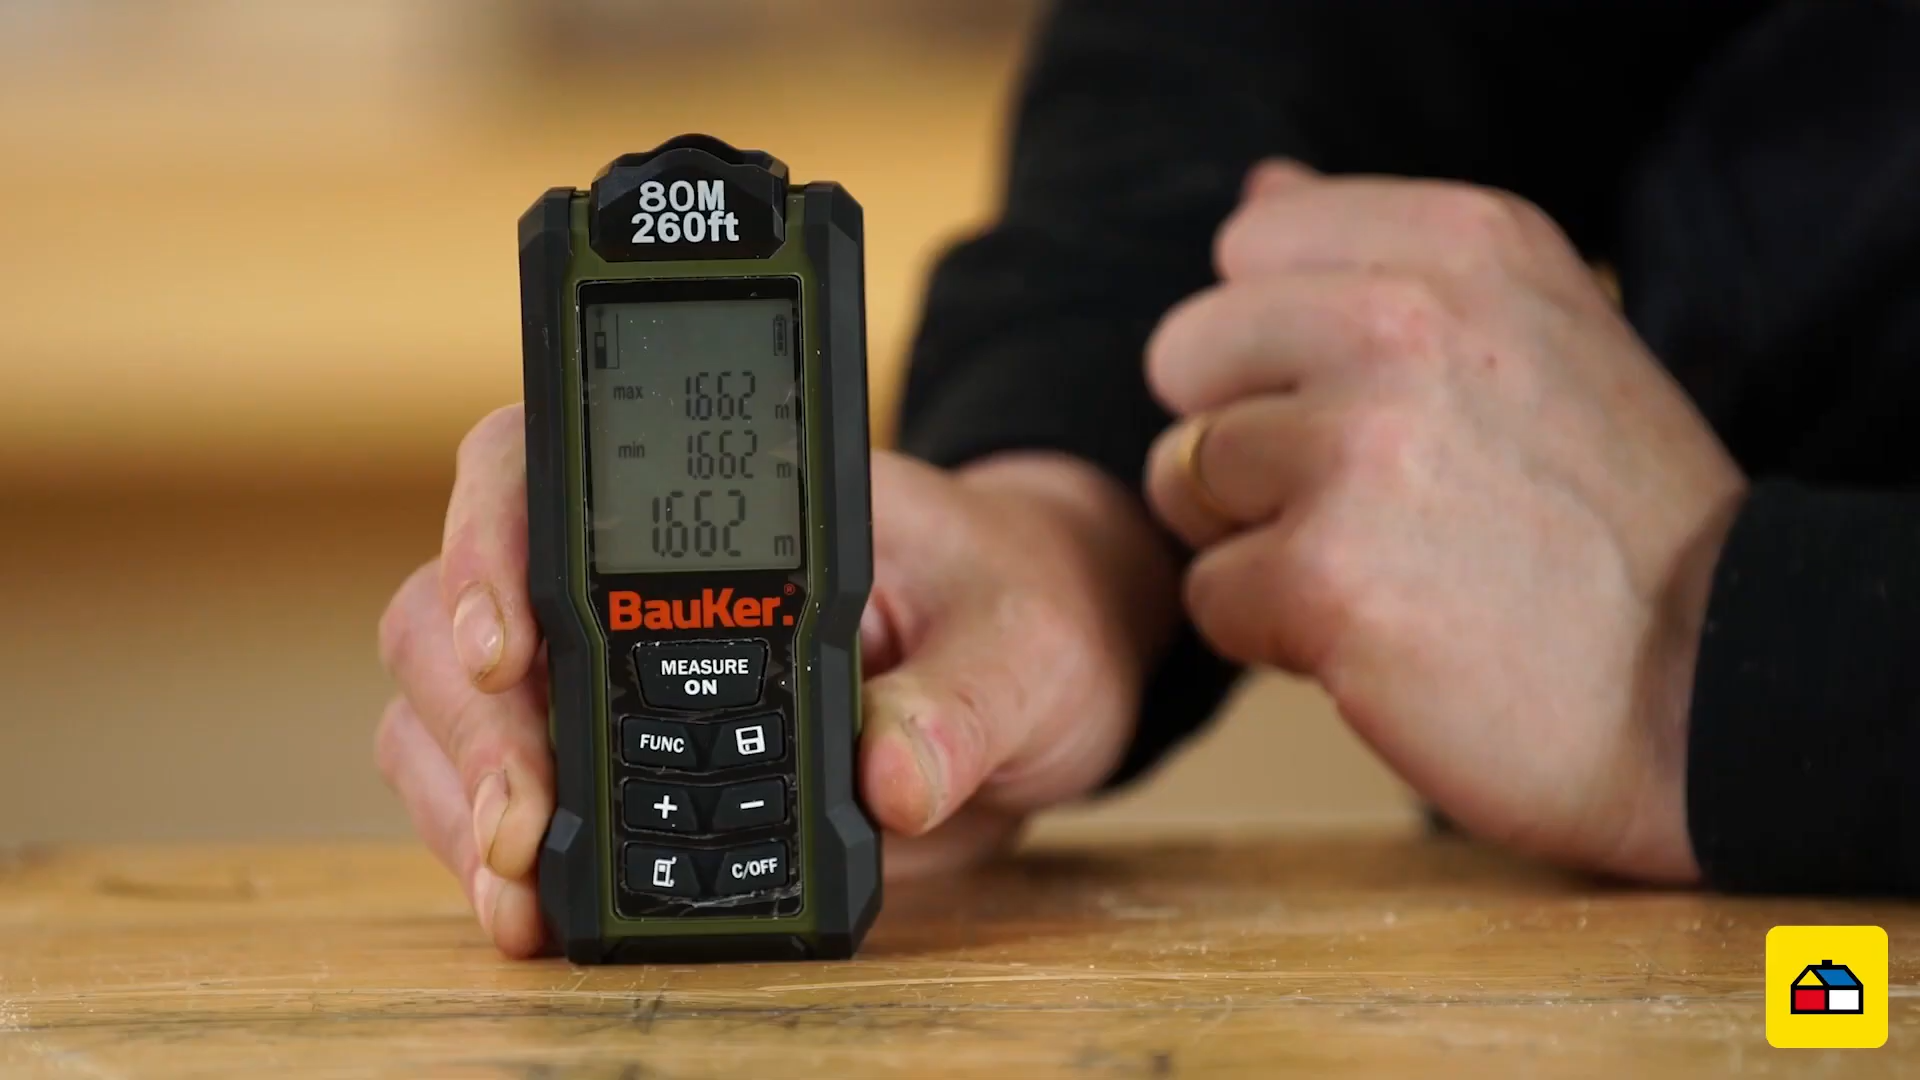 80M
260ft
max 1.662 m
min 1.662 m
1.662 m
BauKer.®
MEASURE
ON
FUNC
+ −
C/OFF